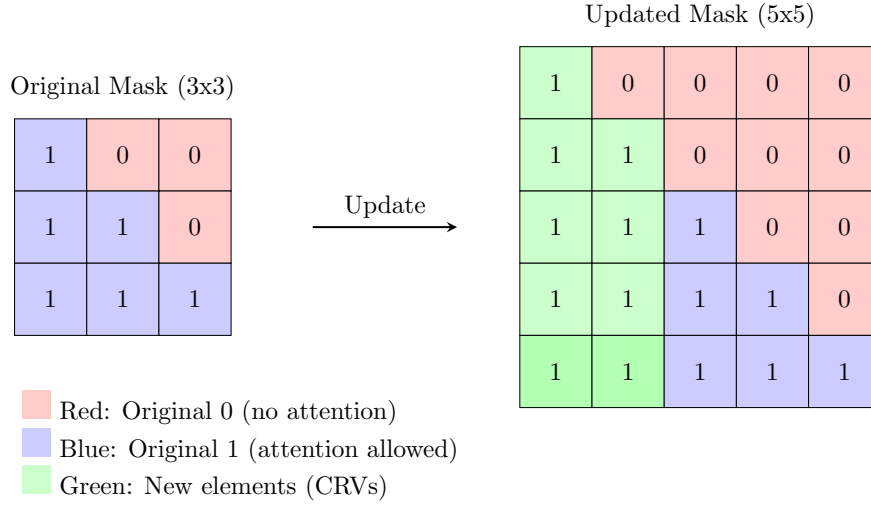 Original Mask (3x3)
1 0 0
1 1 0
1 1 1
Update
Updated Mask (5x5)
1 0 0 0 0
1 1 0 0 0
1 1 1 0 0
1 1 1 1 0
1 1 1 1 1
Red: Original 0 (no attention)
Blue: Original 1 (attention allowed)
Green: New elements (CRVs)